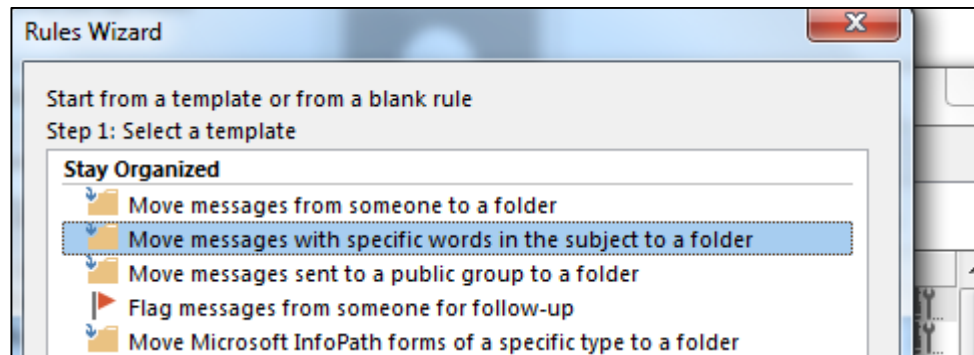 Rules Wizard
Start from a template or from a blank rule
Step 1: Select a template
Stay Organized
Move messages from someone to a folder
Move messages with specific words in the subject to a folder
Move messages sent to a public group to a folder
Flag messages from someone for follow-up
Move Microsoft InfoPath forms of a specific type to a folder